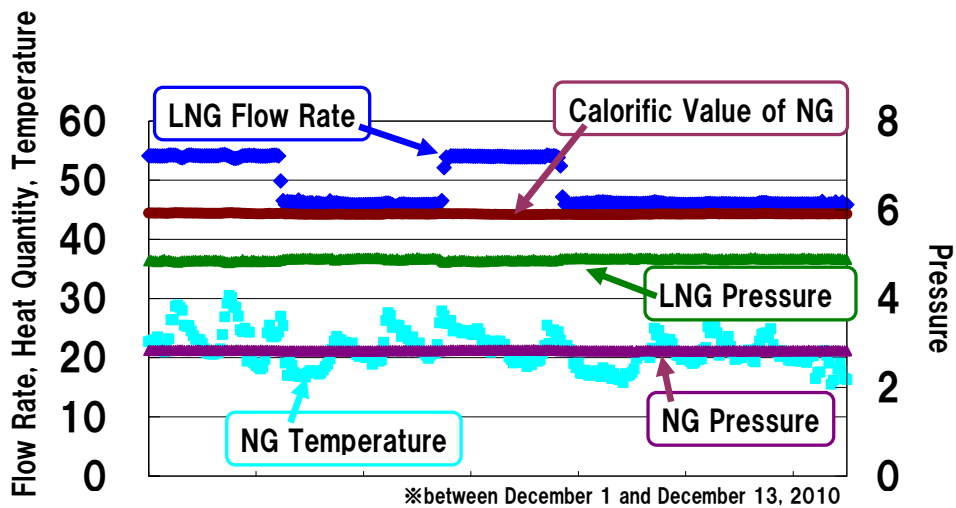 Flow Rate, Heat Quantity, Temperature
60
50
40
30
20
10
0
LNG Flow Rate
Calorific Value of NG
LNG Pressure
NG Temperature
NG Pressure
8
6
4
2
0
Pressure
※between December 1 and December 13, 2010